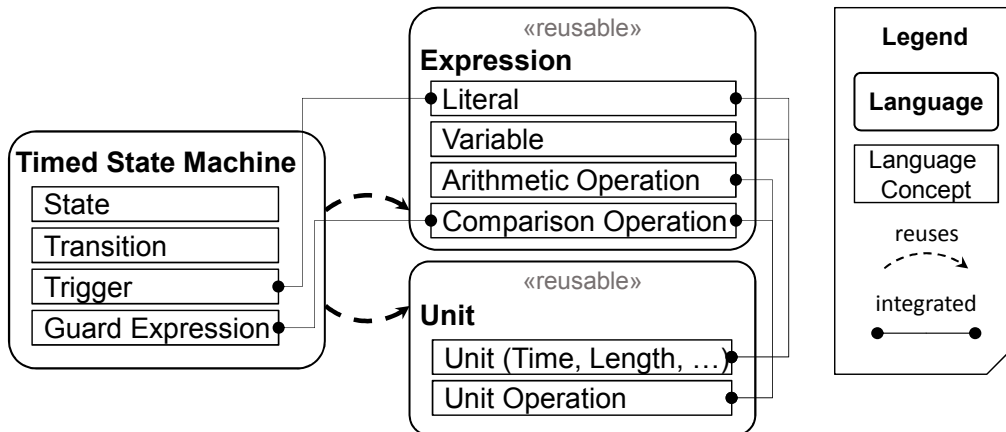 Timed State Machine
State
Transition
Trigger
Guard Expression
«reusable»
Expression
Literal
Variable
Arithmetic Operation
Comparison Operation
«reusable»
Unit
Unit (Time, Length, …)
Unit Operation
Legend
Language
Language
Concept
reuses
integrated